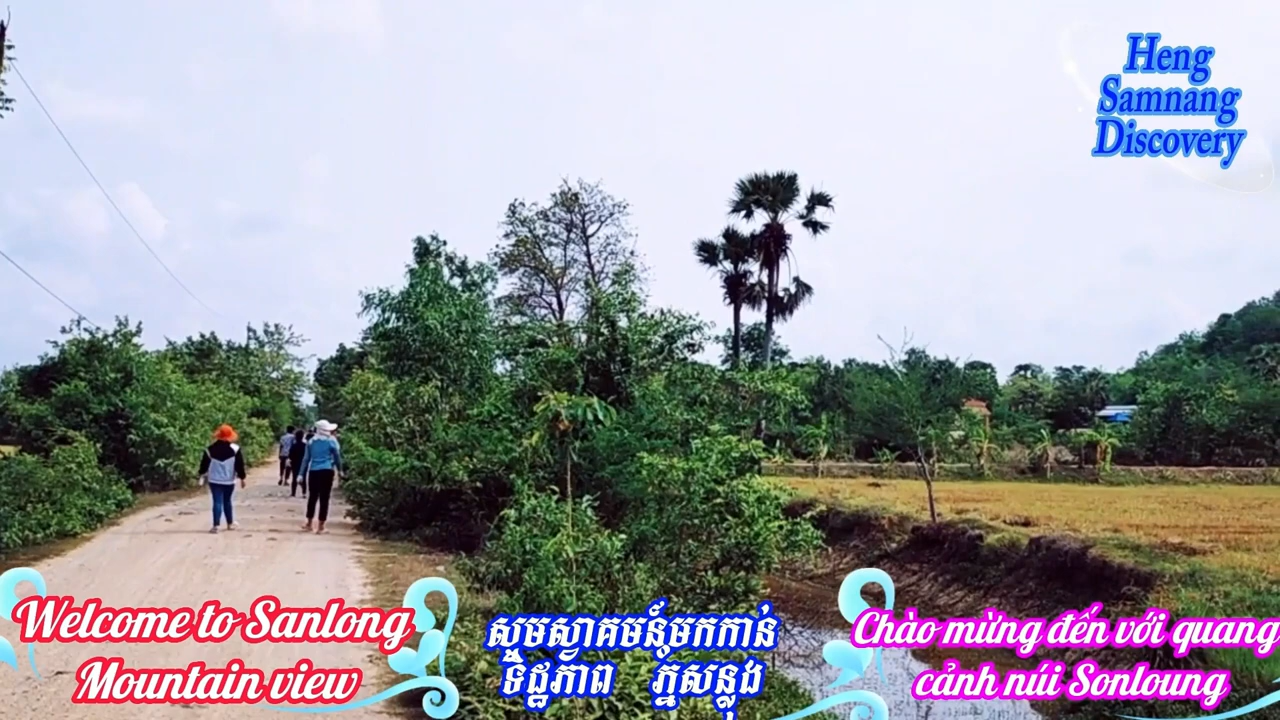 Heng
Samnang
Discovery
Welcome to Sanlong
Mountain view
សូមស្វាគមន៍មកកាន់
ទិដ្ឋភាព ភ្នំសន្លុង
Chào mừng đến với quang
cảnh núi Sonloung